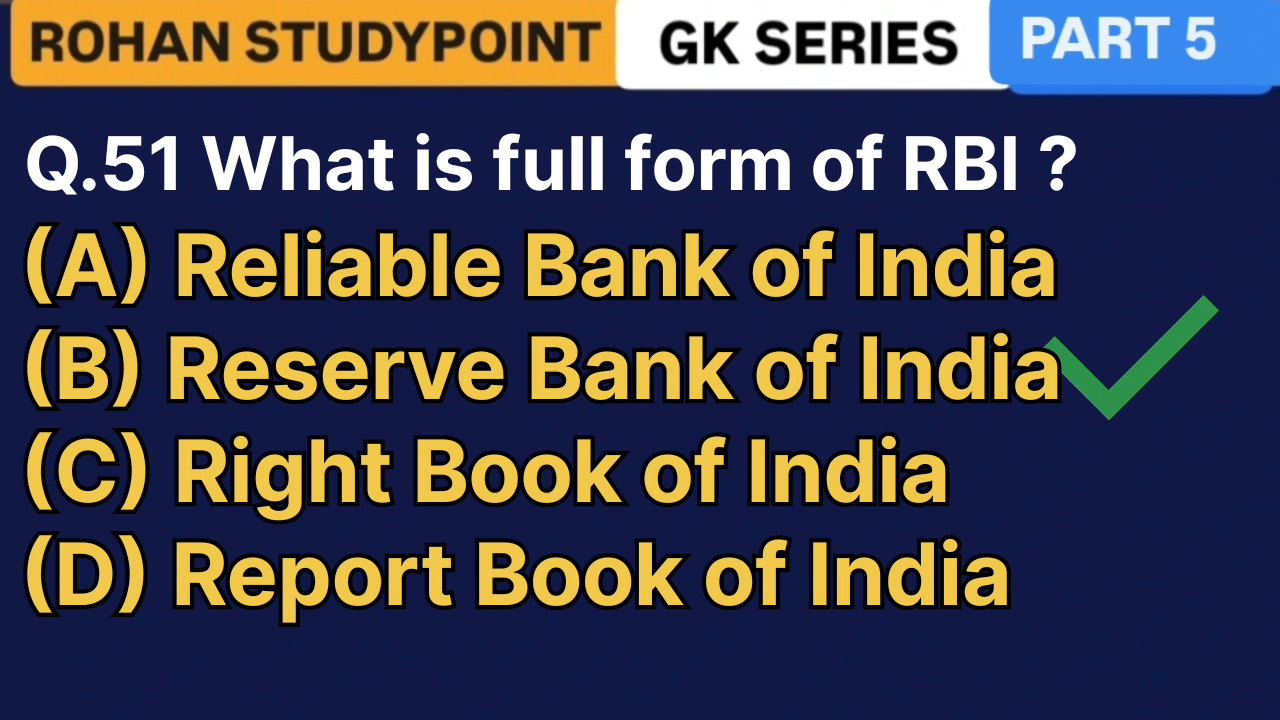 ROHAN STUDYPOINT GK SERIES PART 5
Q.51 What is full form of RBI ?
(A) Reliable Bank of India
(B) Reserve Bank of India
(C) Right Book of India
(D) Report Book of India